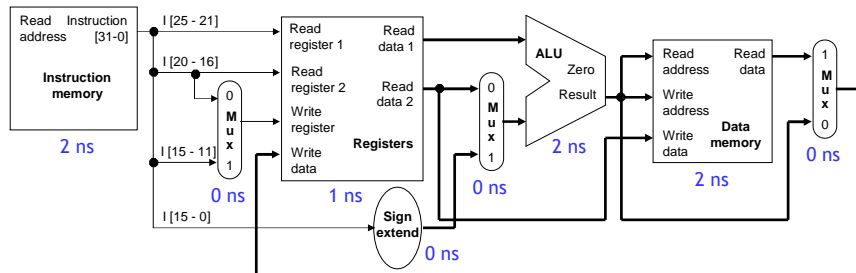 Read Instruction
address [31-0]
Instruction
memory
2 ns
I [25 - 21]
I [20 - 16]
I [15 - 11]
I [15 - 0]
0
M
u
x
1
0 ns
Read
register 1
Read
data 1
Read
register 2
Read
data 2
Write
register
Write
data
Registers
1 ns
Sign
extend
0 ns
0
M
u
x
1
0 ns
ALU
Zero
Result
2 ns
Read
address
Read
data
Write
address
Write
data
Data
memory
2 ns
1
M
u
x
0
0 ns